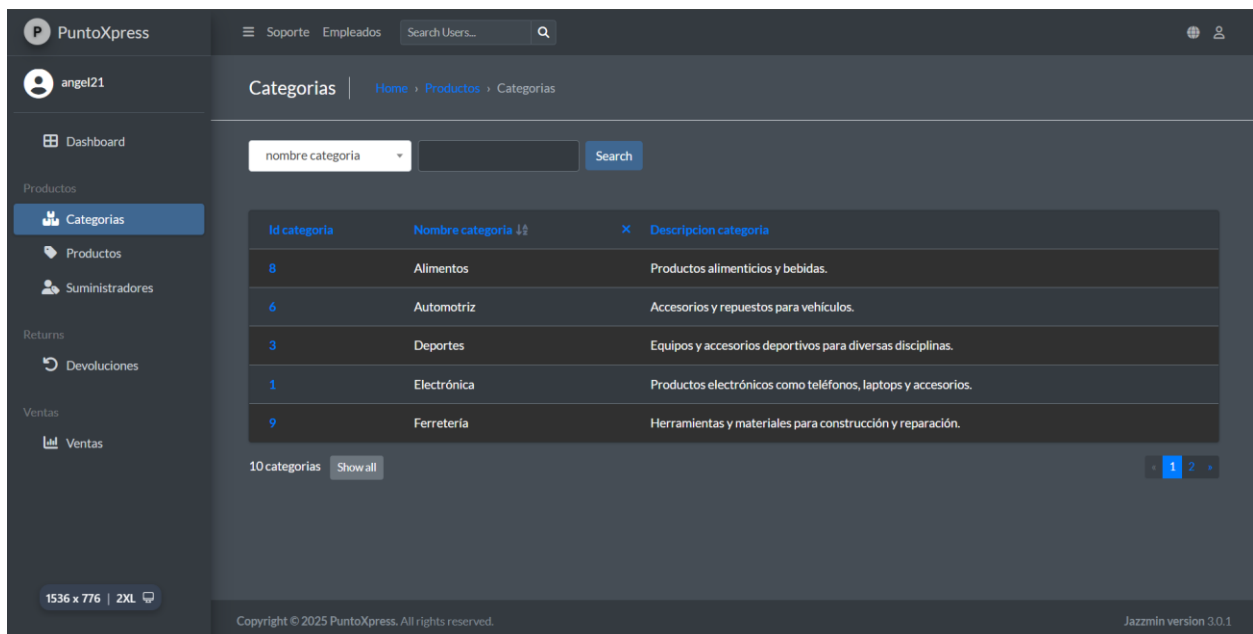 P PuntoXpress
Soporte Empleados Search Users...
angel21
Categorias | Home › Productos › Categorias
Dashboard
nombre categoria Search
Productos
Categorias
Productos
Suministradores
Returns
Devoluciones
Ventas
Ventas
Id categoria Nombre categoria Descripcion categoria
8 Alimentos Productos alimenticios y bebidas.
6 Automotriz Accesorios y repuestos para vehículos.
3 Deportes Equipos y accesorios deportivos para diversas disciplinas.
1 Electrónica Productos electrónicos como teléfonos, laptops y accesorios.
9 Ferretería Herramientas y materiales para construcción y reparación.
10 categorias Show all « 1 2 »
1536 x 776 | 2XL
Copyright © 2025 PuntoXpress. All rights reserved. Jazzmin version 3.0.1